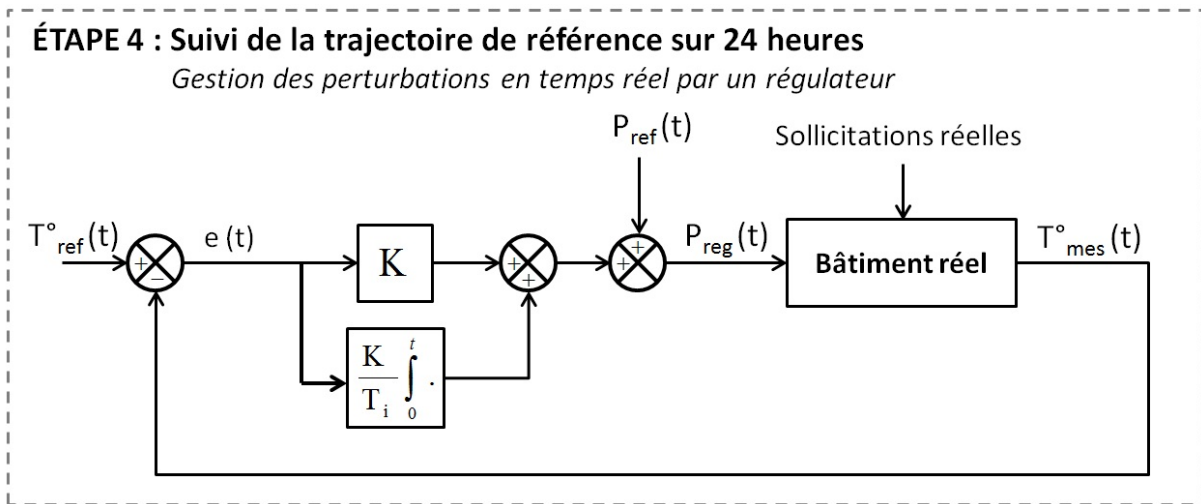 ÉTAPE 4 : Suivi de la trajectoire de référence sur 24 heures
Gestion des perturbations en temps réel par un régulateur
P_ref (t)
Sollicitations réelles
T°_ref (t)
e (t)
K
P_reg (t)
Bâtiment réel
T°_mes (t)
+
−
+
+
+
+
K
T_i
∫
t
0
.